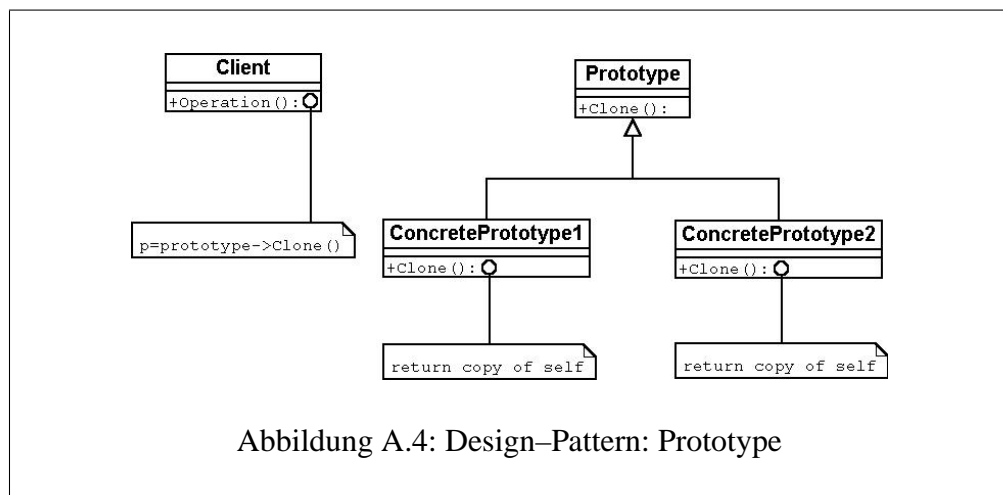 Client
+Operation():
p=prototype->Clone()
Prototype
+Clone():
ConcretePrototype1
+Clone():
return copy of self
ConcretePrototype2
+Clone():
return copy of self
Abbildung A.4: Design–Pattern: Prototype